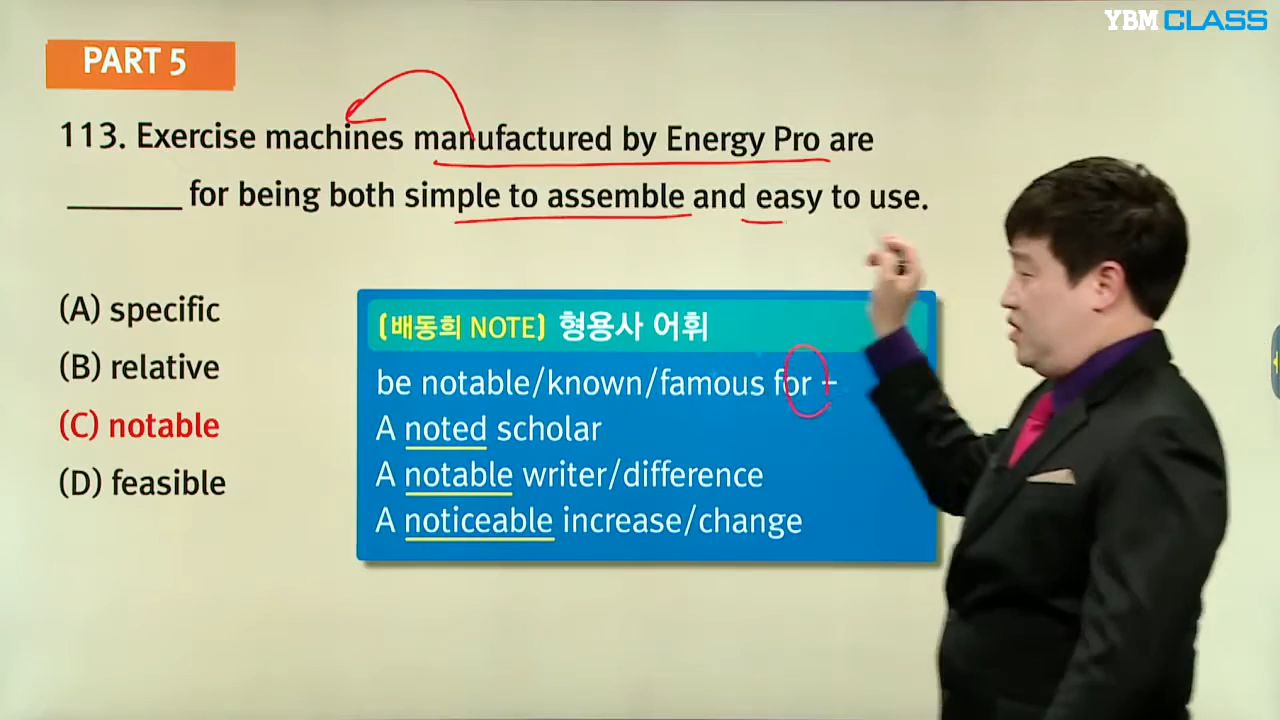 YBM CLASS
PART 5
113. Exercise machines manufactured by Energy Pro are
______ for being both simple to assemble and easy to use.
(A) specific
(B) relative
(C) notable
(D) feasible
[배동희 NOTE] 형용사 어휘
be notable/known/famous for ~
A noted scholar
A notable writer/difference
A noticeable increase/change